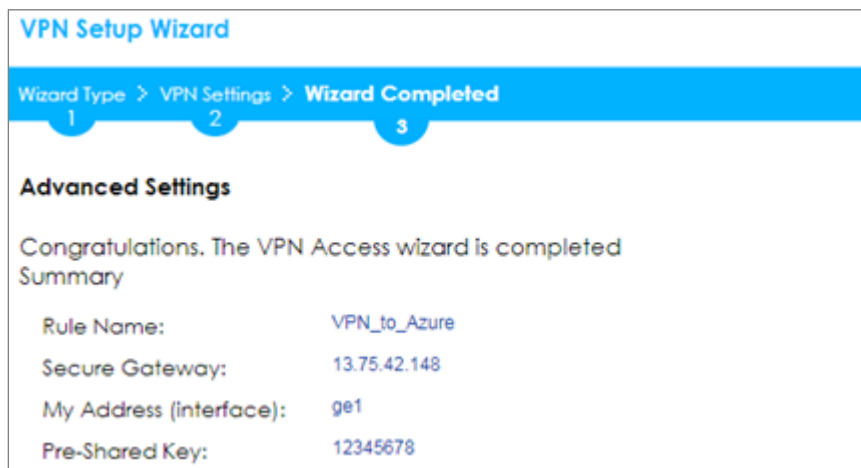 VPN Setup Wizard
Wizard Type > VPN Settings > Wizard Completed
1 2 3
Advanced Settings
Congratulations. The VPN Access wizard is completed
Summary
Rule Name: VPN_to_Azure
Secure Gateway: 13.75.42.148
My Address (interface): ge1
Pre-Shared Key: 12345678